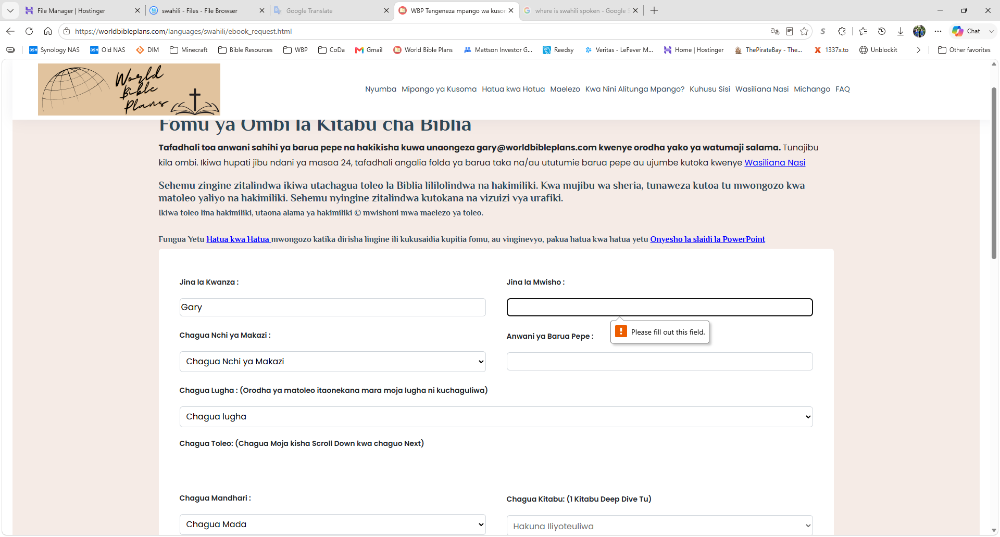 File Manager | Hostinger
swahili - Files - File Browser
Google Translate
WBP Tengeneza mpango wa kusor
where is swahili spoken - Google S
https://worldbibleplans.com/languages/swahili/ebook_request.html
Chat
Synology NAS
Old NAS
DIM
Minecraft
Bible Resources
WBP
CoDa
Gmail
World Bible Plans
Mattson Investor G...
Reedsy
Veritas - LeFever M...
Home | Hostinger
ThePirateBay - The...
1337x.to
Unblockit
Other favorites
World
Bible
Plans
Nyumba Mipango ya Kusoma Hatua kwa Hatua Maelezo Kwa Nini Alitunga Mpango? Kuhusu Sisi Wasiliana Nasi Michango FAQ
Fomu ya Ombi la Kitabu cha Biblia
Tafadhali toa anwani sahihi ya barua pepe na hakikisha kuwa unaongeza gary@worldbibleplans.com kwenye orodha yako ya watumaji salama. Tunajibu
kila ombi. Ikiwa hupati jibu ndani ya masaa 24, tafadhali angalia folda ya barua taka na/au ututumie barua pepe au ujumbe kutoka kwenye Wasiliana Nasi
Sehemu zingine zitalindwa ikiwa utachagua toleo la Biblia lililolindwa na hakimiliki. Kwa mujibu wa sheria, tunaweza kutoa tu mwongozo kwa
matoleo yaliyo na hakimiliki. Sehemu nyingine zitalindwa kutokana na vizuizi vya urafiki.
Ikiwa toleo lina hakimiliki, utaona alama ya hakimiliki © mwishoni mwa maelezo ya toleo.
Fungua Yetu Hatua kwa Hatua mwongozo katika dirisha lingine ili kukusaidia kupitia fomu, au vinginevyo, pakua hatua kwa hatua yetu Onyesho la slaidi la PowerPoint
Jina la Kwanza :
Jina la Mwisho :
Gary
Please fill out this field.
Chagua Nchi ya Makazi :
Anwani ya Barua Pepe :
Chagua Nchi ya Makazi
Chagua Lugha : (Orodha ya matoleo itaonekana mara moja lugha ni kuchaguliwa)
Chagua lugha
Chagua Toleo: (Chagua Moja kisha Scroll Down kwa chaguo Next)
Chagua Mandhari :
Chagua Kitabu: (1 Kitabu Deep Dive Tu)
Chagua Mada
Hakuna Iliyoteuliwa